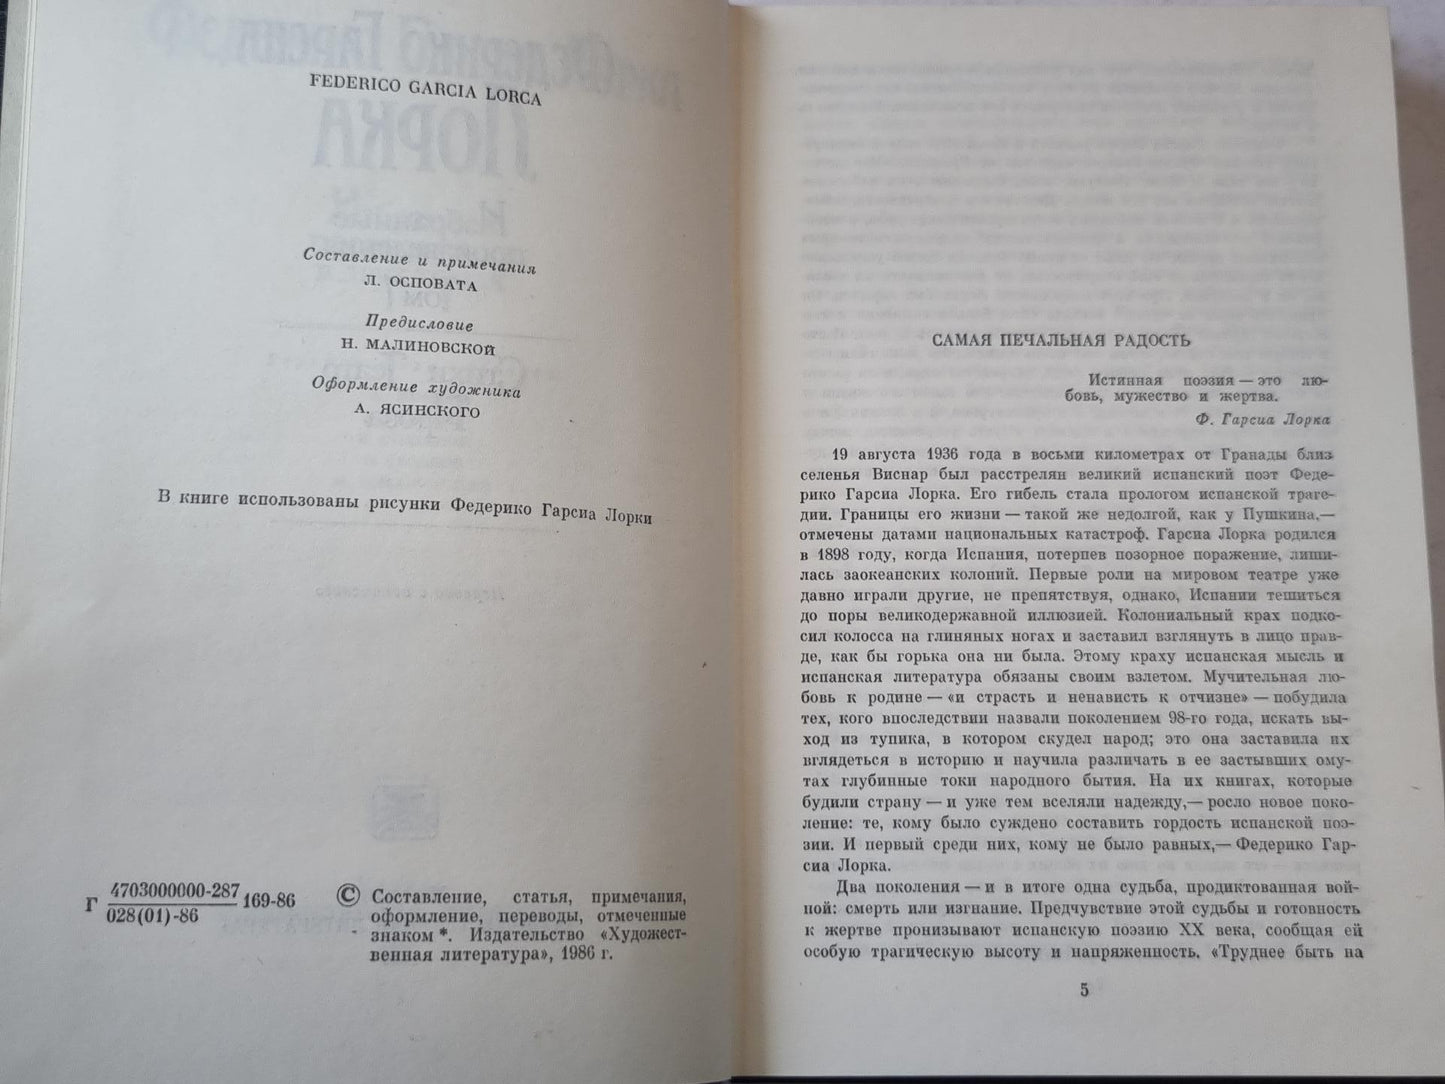 FEDERICO GARCIA LORCA
Составление и примечания
Л. ОСПОВАТА
Предисловие
Н. МАЛИНОВСКОЙ
Оформление художника
А. ЯСИНСКОГО
В книге использованы рисунки Федерико Гарсиа Лорки
Г 4703000000-287 169-86
028(01)-86
© Составление, статья, примечания,
оформление, переводы, отмеченные
знаком *. Издательство «Художест-
венная литература», 1986 г.
САМАЯ ПЕЧАЛЬНАЯ РАДОСТЬ
Истинная поэзия — это лю-
бовь, мужество и жертва.
Ф. Гарсиа Лорка
19 августа 1936 года в восьми километрах от Гранады близ
селенья Виснар был расстрелян великий испанский поэт Феде-
рико Гарсиа Лорка. Его гибель стала прологом испанской траге-
дии. Границы его жизни — такой же недолгой, как у Пушкина,—
отмечены датами национальных катастроф. Гарсиа Лорка родился
в 1898 году, когда Испания, потерпев позорное поражение, лиши-
лась заокеанских колоний. Первые роли на мировом театре уже
давно играли другие, не препятствуя, однако, Испании тешиться
до поры великодержавной иллюзией. Колониальный крах подко-
сил колосса на глиняных ногах и заставил взглянуть в лицо прав-
де, как бы горька она ни была. Этому краху испанская мысль и
испанская литература обязаны своим взлетом. Мучительная лю-
бовь к родине — «и страсть и ненависть к отчизне» — побудила
тех, кого впоследствии назвали поколением 98-го года, искать вы-
ход из тупика, в котором скудел народ; это она заставила их
вглядеться в историю и научила различать в ее застывших ому-
тах глубинные токи народного бытия. На их книгах, которые
будили страну — и уже тем вселяли надежду,— росло новое поко-
ление: те, кому было суждено составить гордость испанской поэ-
зии. И первый среди них, кому не было равных,— Федерико Гар-
сиа Лорка.
Два поколения — и в итоге одна судьба, продиктованная вой-
ной: смерть или изгнание. Предчувствие этой судьбы и готовность
к жертве пронизывают испанскую поэзию XX века, сообщая ей
особую трагическую высоту и напряженность. «Труднее быть на
5